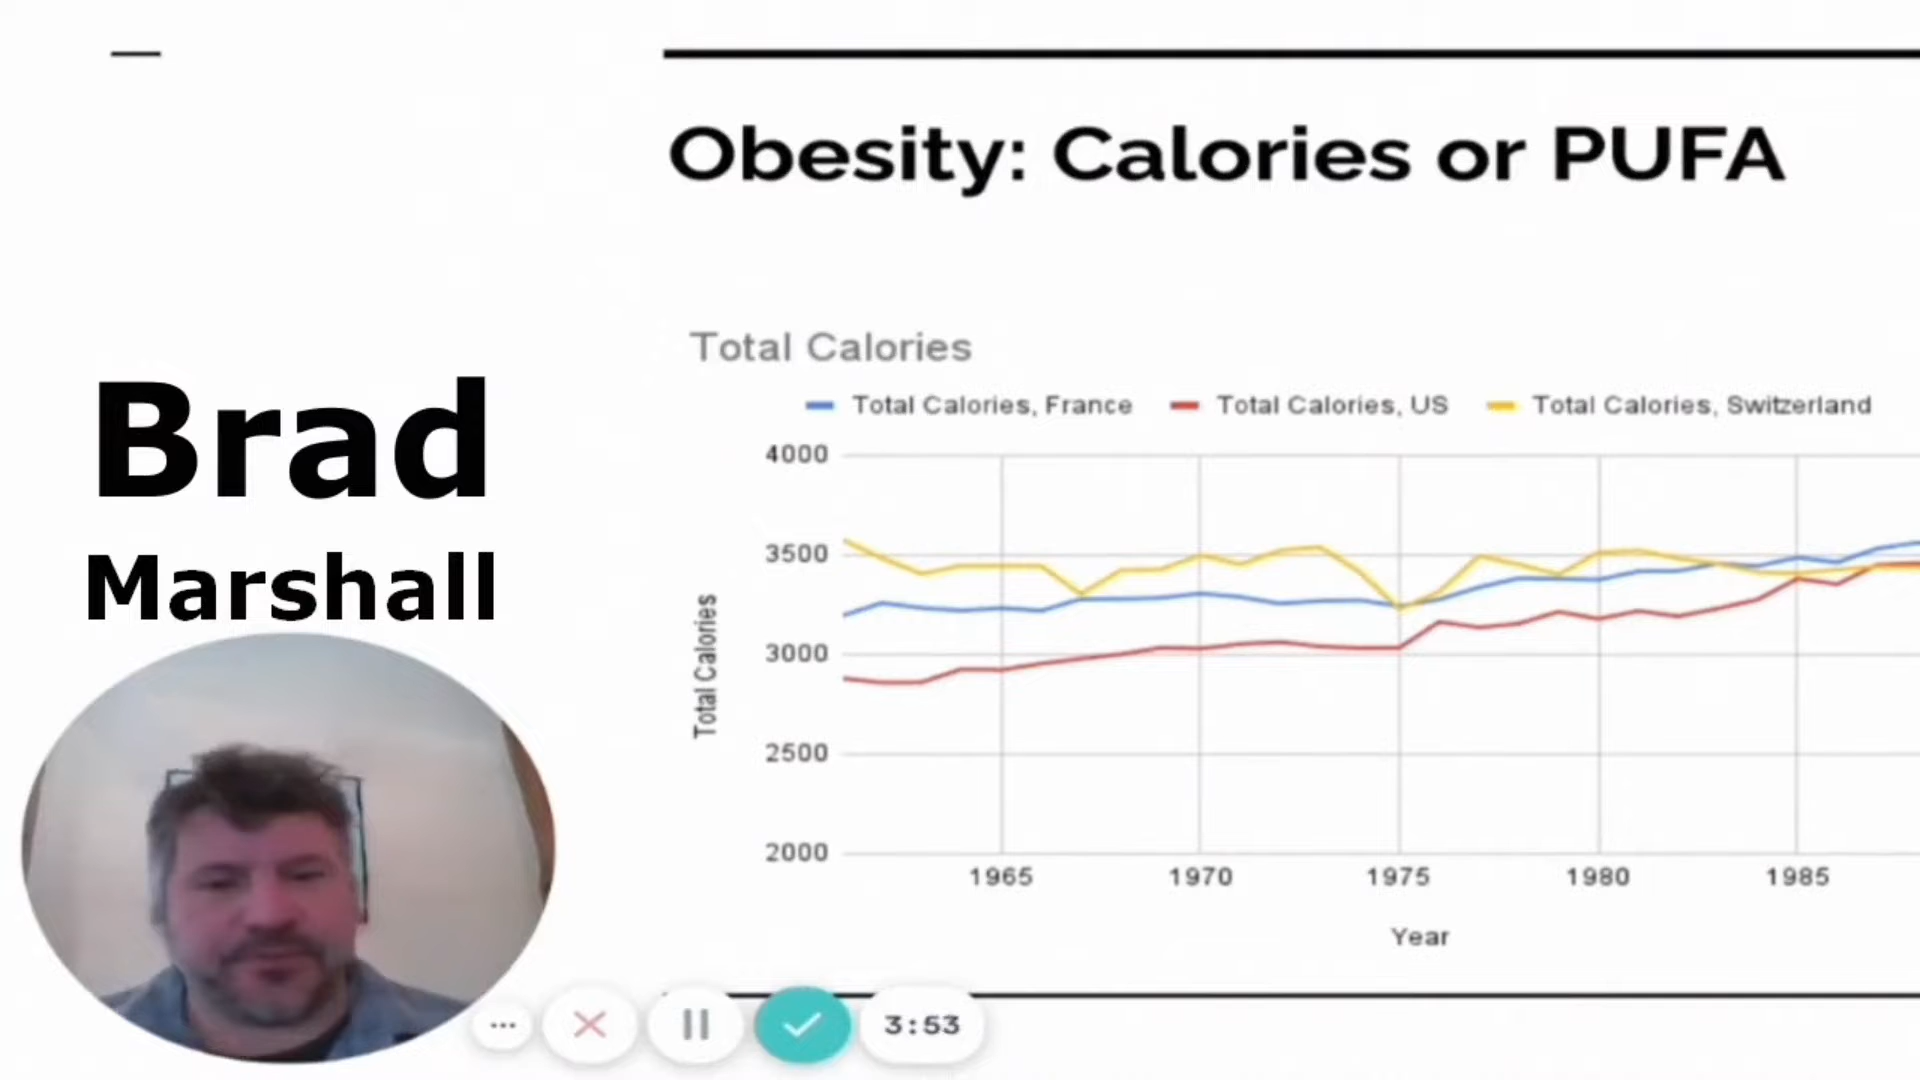 Obesity: Calories or PUFA
Brad
Marshall
Total Calories
Total Calories, France Total Calories, US Total Calories, Switzerland
4000
3500
3000
2500
2000
Total Calories
1965 1970 1975 1980 1985
Year
3:53